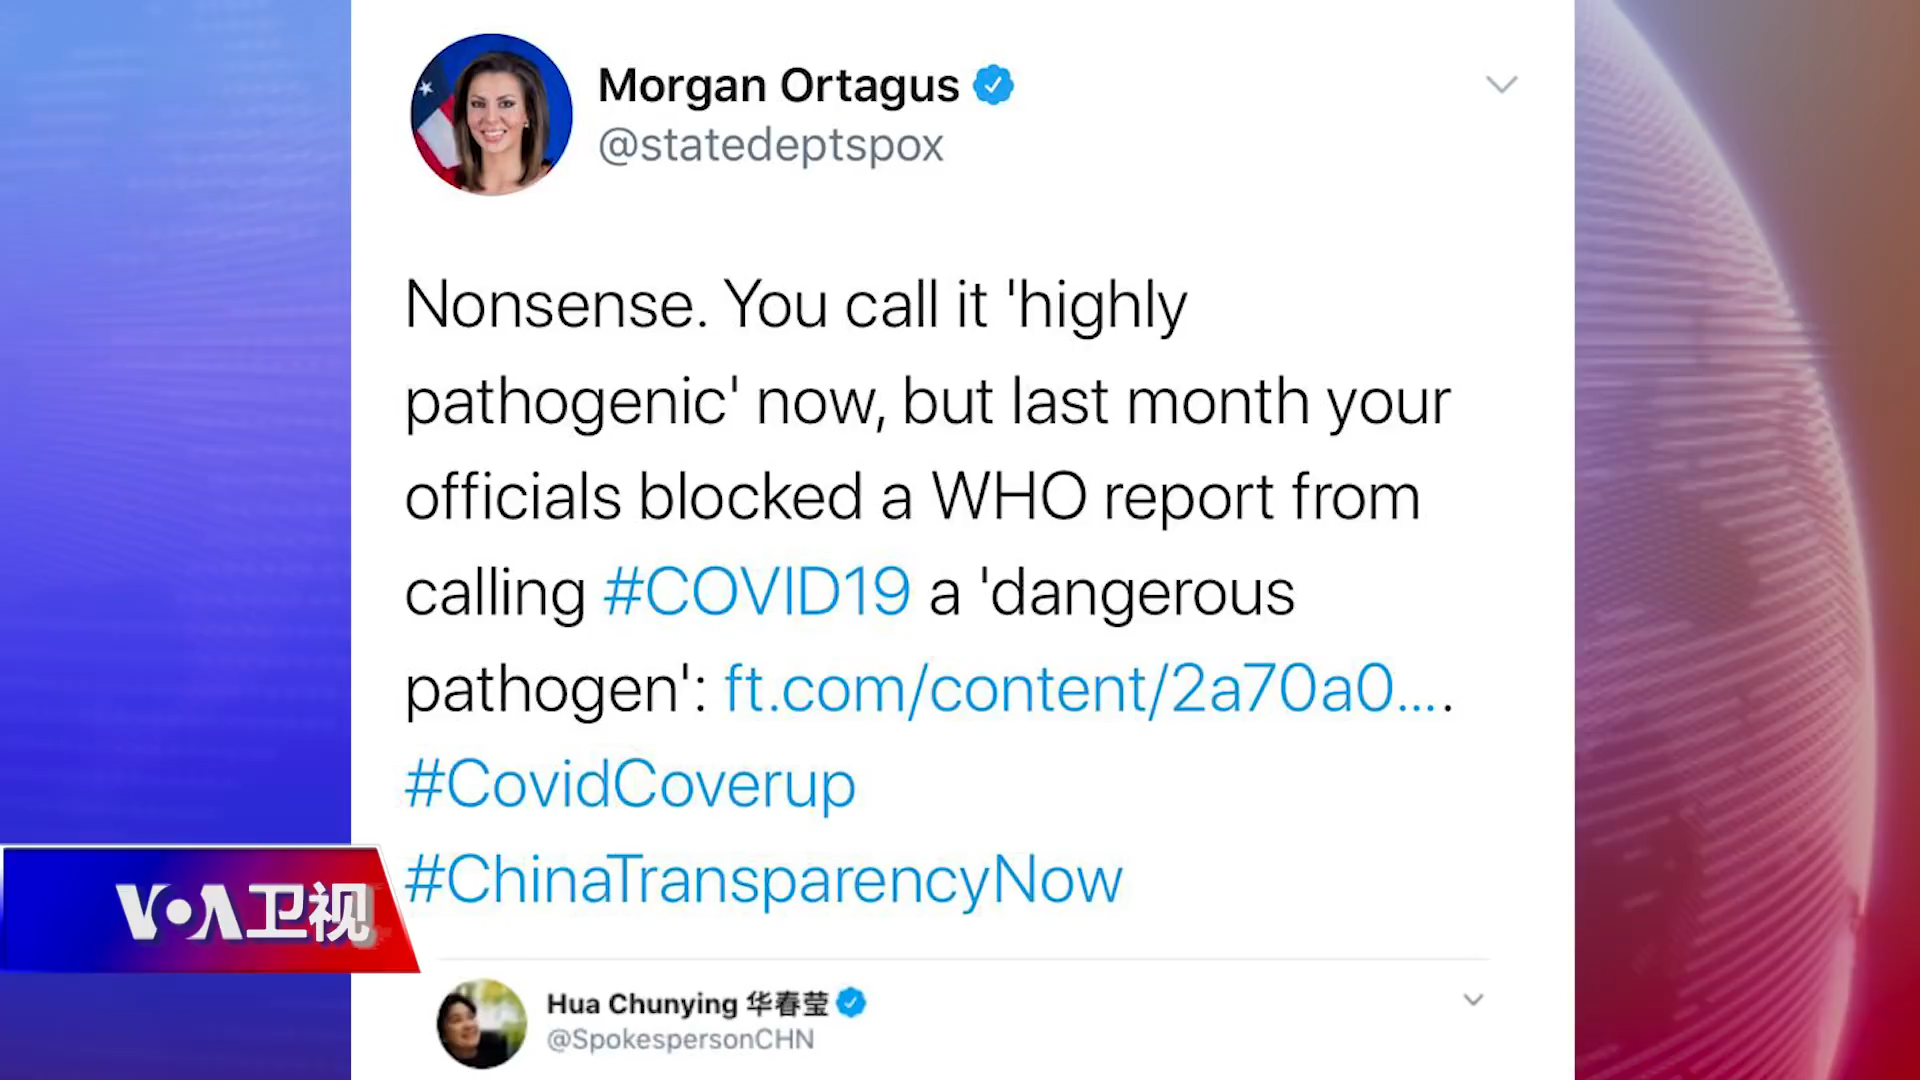 Morgan Ortagus
@statedeptspox
Nonsense. You call it 'highly
pathogenic' now, but last month your
officials blocked a WHO report from
calling #COVID19 a 'dangerous
pathogen': ft.com/content/2a70a0....
#CovidCoverup
#ChinaTransparencyNow
VOA卫视
Hua Chunying 华春莹
@SpokespersonCHN